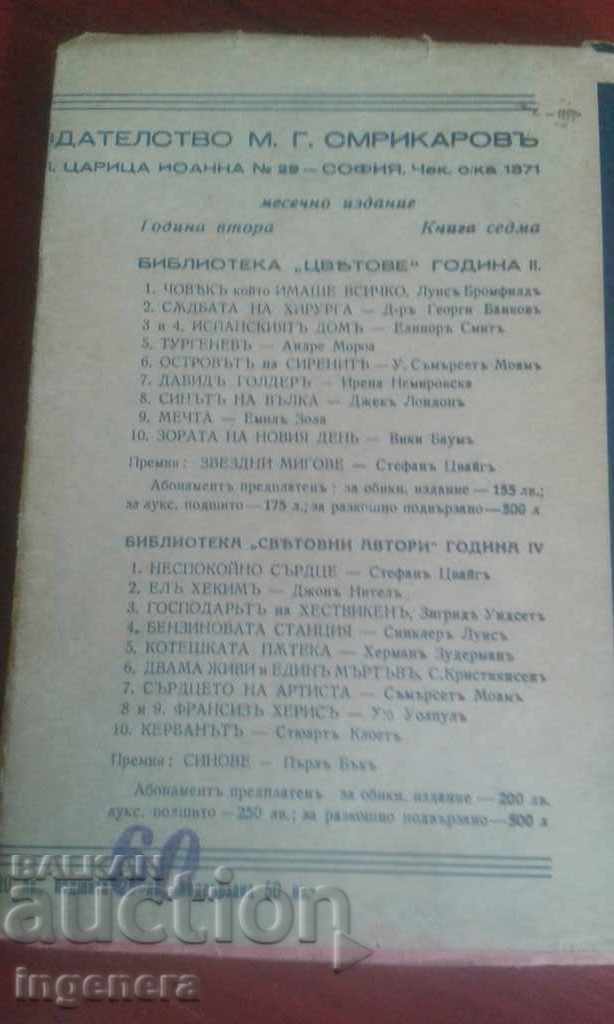 ДАТЕЛСТВО М. Г. СМРИКАРОВЪ
ЦАРИЦА ИОАННА № 29 — СОФИЯ, Чек. с/ка 1371
месечно издание
Година втора Книга седма
БИБЛИОТЕКА „ЦВѢТОВЕ" ГОДИНА II.
1. ЧОВѢКЪ който ИМАШЕ ВСИЧКО, Луисъ Бромфилдъ
2. СѪДБАТА НА ХИРУРГА — Д-ръ Георги Банковъ
3 и 4. ИСПАНСКИЯТЪ ДОМЪ — Елинорь Смитъ
5. ТУРГЕНЕВЪ — Андре Мороа
6. ОСТРОВЪТЪ на СИРЕНИТѢ — У. Съмърсетъ Моамъ
7. ДАВИДЪ ГОЛДЕРЪ — Ирена Немировска
8. СИНЪТЪ НА ВЪЛКА — Джекъ Лондонъ
9. МЕЧТА — Емилъ Зола
10. ЗОРАТА НА НОВИЯ ДЕНЬ — Вики Баумъ
Премия: ЗВЕЗДНИ МИГОВЕ — Стефанъ Цвайгъ
Абонаментъ предплатенъ: за обикн. издание — 155 лв.;
за лукс. подшито — 175 л.; за разкошно подвързано — 300 л
БИБЛИОТЕКА „СВѢТОВНИ АВТОРИ" ГОДИНА IV
1. НЕСПОКОЙНО СЪРДЦЕ — Стефанъ Цвайгъ
2. ЕЛЪ ХЕКИМЪ — Джонъ Нителъ
3. ГОСПОДАРЬТЪ на ХЕСТВИКЕНЪ, Зигридъ Ундсетъ
4. БЕНЗИНОВАТА СТАНЦИЯ — Синклеръ Луисъ
5. КОТЕШКАТА ПѪТЕКА — Херманъ Зудерманъ
6. ДВАМА ЖИВИ и ЕДИНЪ МЪРТЪВЪ, С. Кристиансенъ
7. СЪРДЦЕТО НА АРТИСТА — Съмърсетъ Моамъ
8 и 9. ФРАНСИЗЪ ХЕРИСЪ — Уло Уолпулъ
10. КЕРВАНЪТЪ — Стюартъ Клоетъ
Премия: СИНОВЕ — Пърлъ Бъкъ
Абонаментъ предплатенъ за обикн. издание — 200 лв.
лукс. подшито — 250 лв.; за разкошно подвързано — 300 л
60
50
BALKAN
auction
ingenera